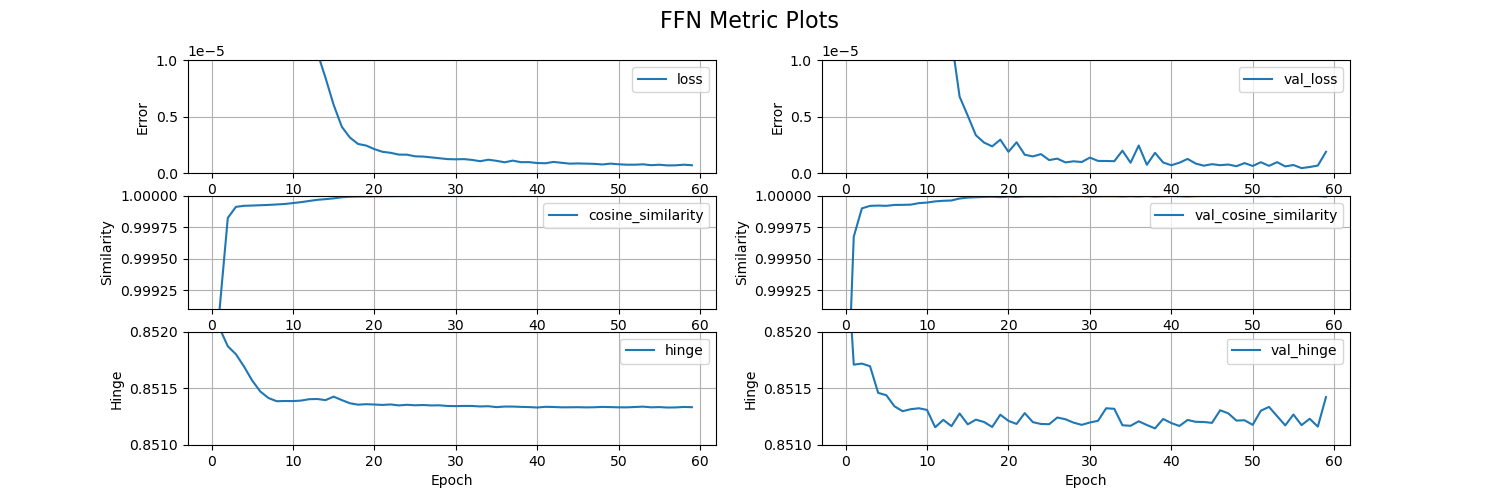 FFN Metric Plots
1e−5
1.0
0.5
0.0
Error
loss
0 10 20 30 40 50 60
1e−5
1.0
0.5
0.0
Error
val_loss
0 10 20 30 40 50 60
1.00000
0.99975
0.99950
0.99925
Similarity
cosine_similarity
0 10 20 30 40 50 60
1.00000
0.99975
0.99950
0.99925
Similarity
val_cosine_similarity
0 10 20 30 40 50 60
0.8520
0.8515
0.8510
Hinge
hinge
0 10 20 30 40 50 60
Epoch
0.8520
0.8515
0.8510
Hinge
val_hinge
0 10 20 30 40 50 60
Epoch